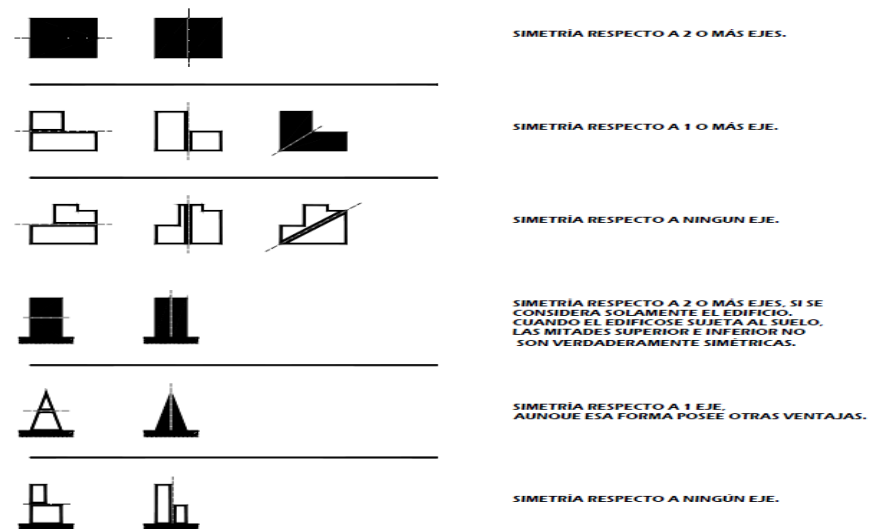 SIMETRÍA RESPECTO A 2 O MÁS EJES.
SIMETRÍA RESPECTO A 1 O MÁS EJE.
SIMETRÍA RESPECTO A NINGUN EJE.
SIMETRÍA RESPECTO A 2 O MÁS EJES, SI SE
CONSIDERA SOLAMENTE EL EDIFICIO.
CUANDO EL EDIFICOSE SUJETA AL SUELO,
LAS MITADES SUPERIOR E INFERIOR NO
SON VERDADERAMENTE SIMÉTRICAS.
SIMETRÍA RESPECTO A 1 EJE,
AUNQUE ESA FORMA POSEE OTRAS VENTAJAS.
SIMETRÍA RESPECTO A NINGÚN EJE.